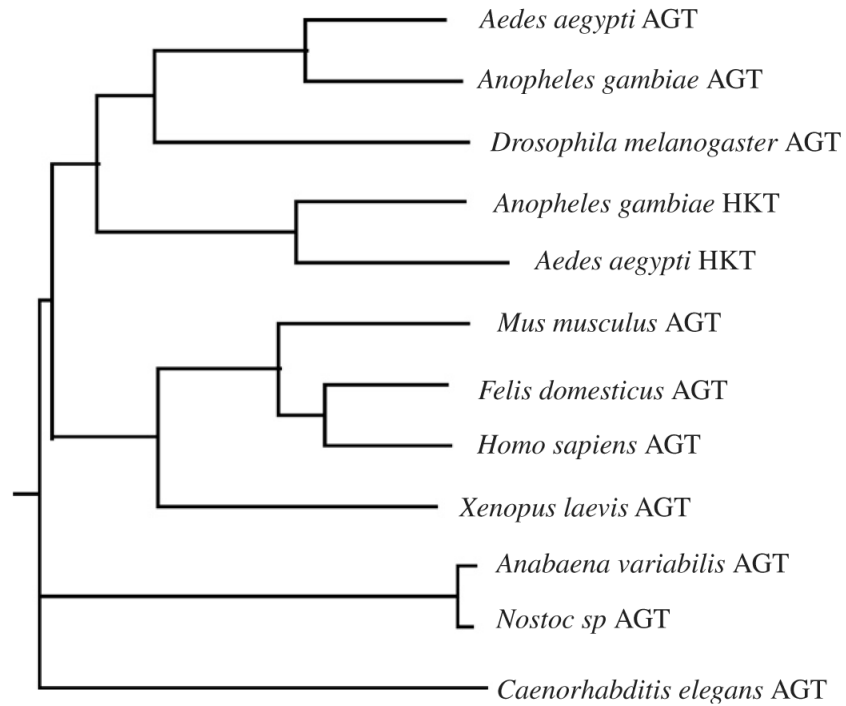 Aedes aegypti AGT
Anopheles gambiae AGT
Drosophila melanogaster AGT
Anopheles gambiae HKT
Aedes aegypti HKT
Mus musculus AGT
Felis domesticus AGT
Homo sapiens AGT
Xenopus laevis AGT
Anabaena variabilis AGT
Nostoc sp AGT
Caenorhabditis elegans AGT